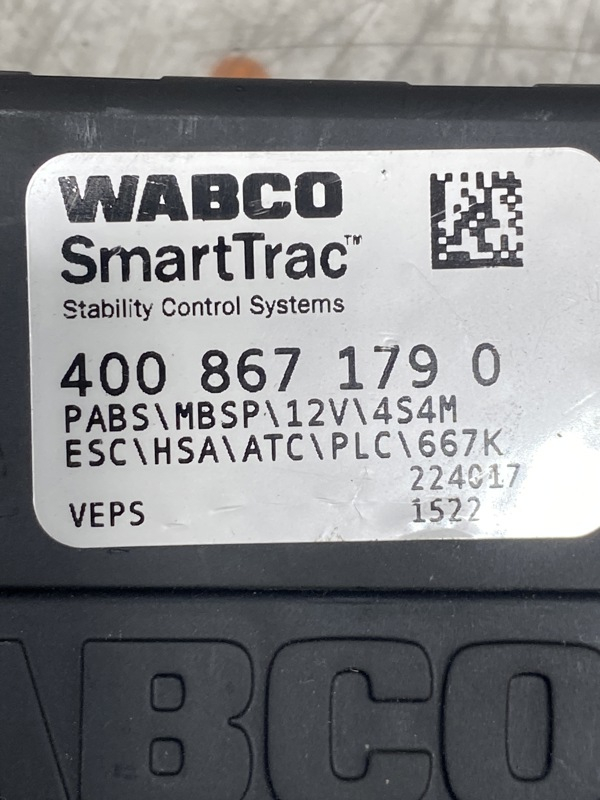 WABCO
SmartTrac™
Stability Control Systems
400 867 179 0
PABS\MBSP\12V\4S4M
ESC\HSA\ATC\PLC\667K
224017
VEPS 1522
ABCO